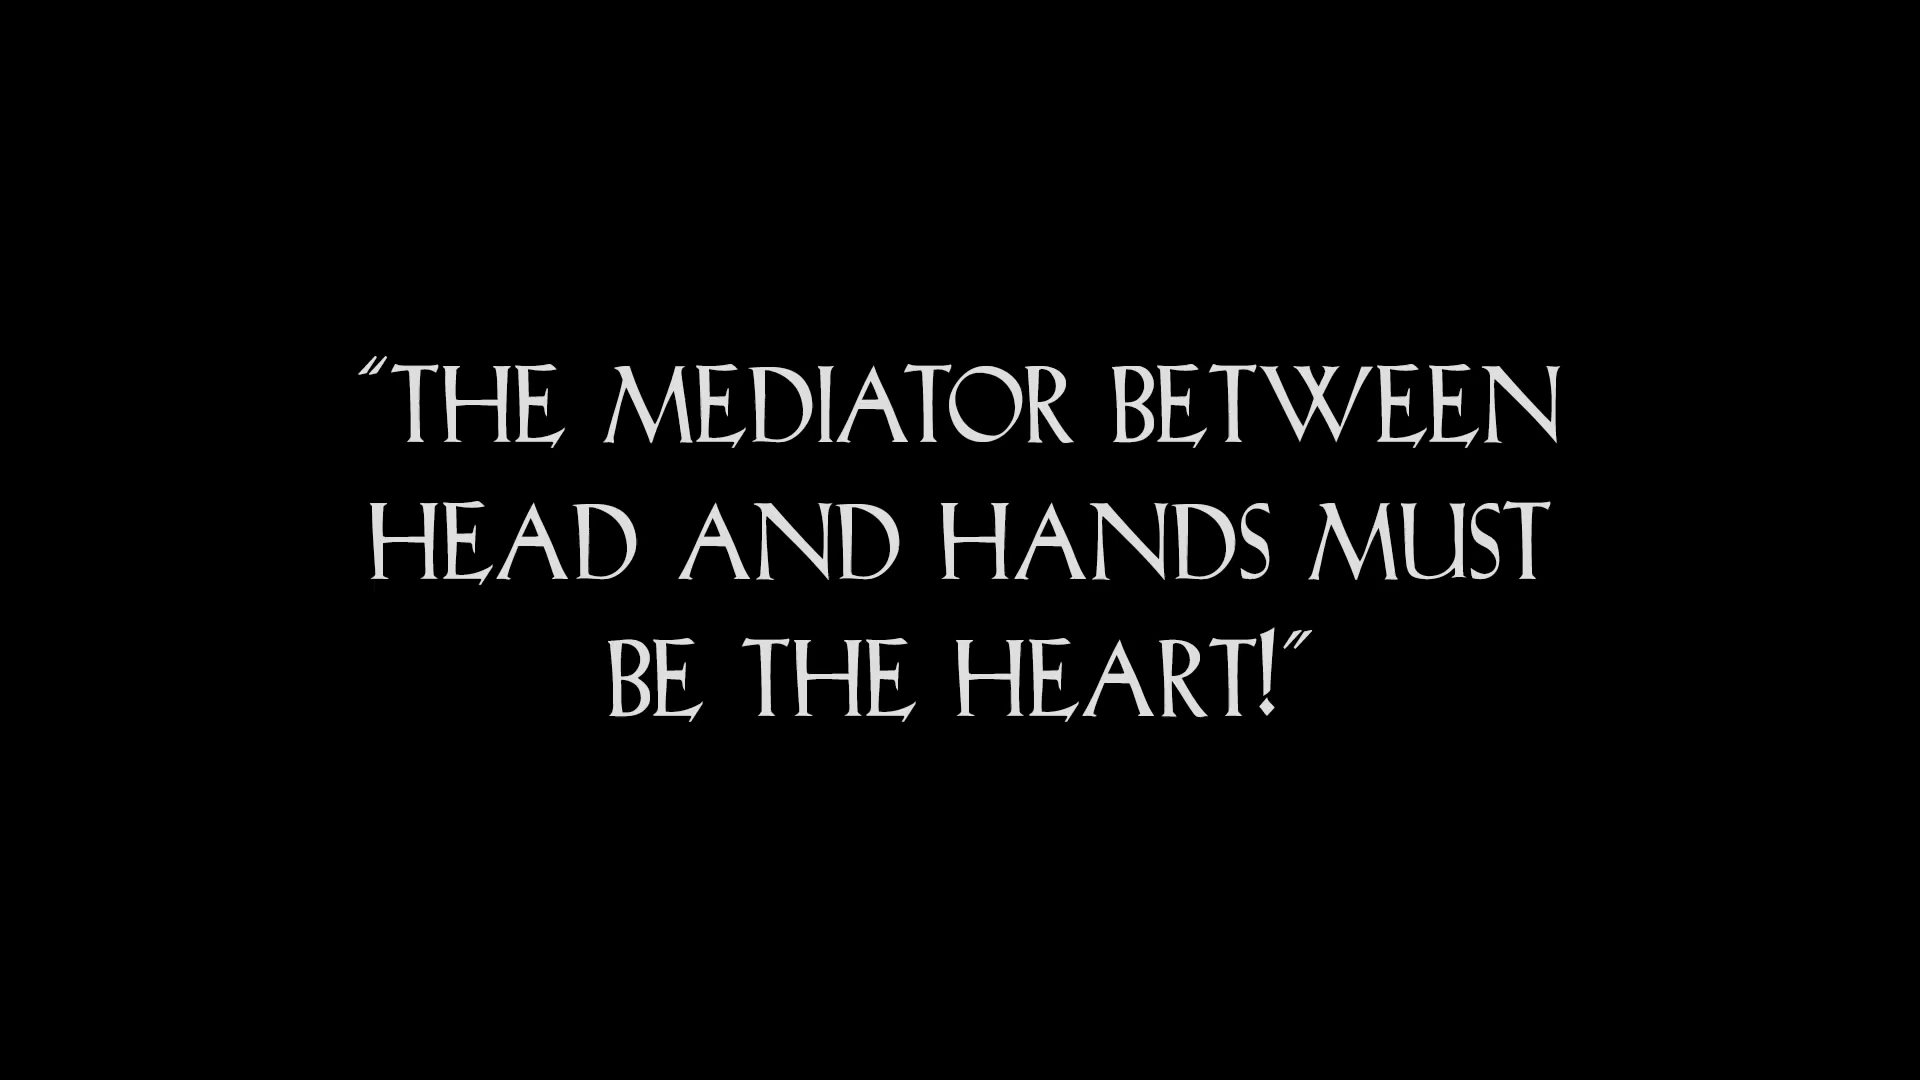 “THE MEDIATOR BETWEEN
HEAD AND HANDS MUST
BE THE HEART!”